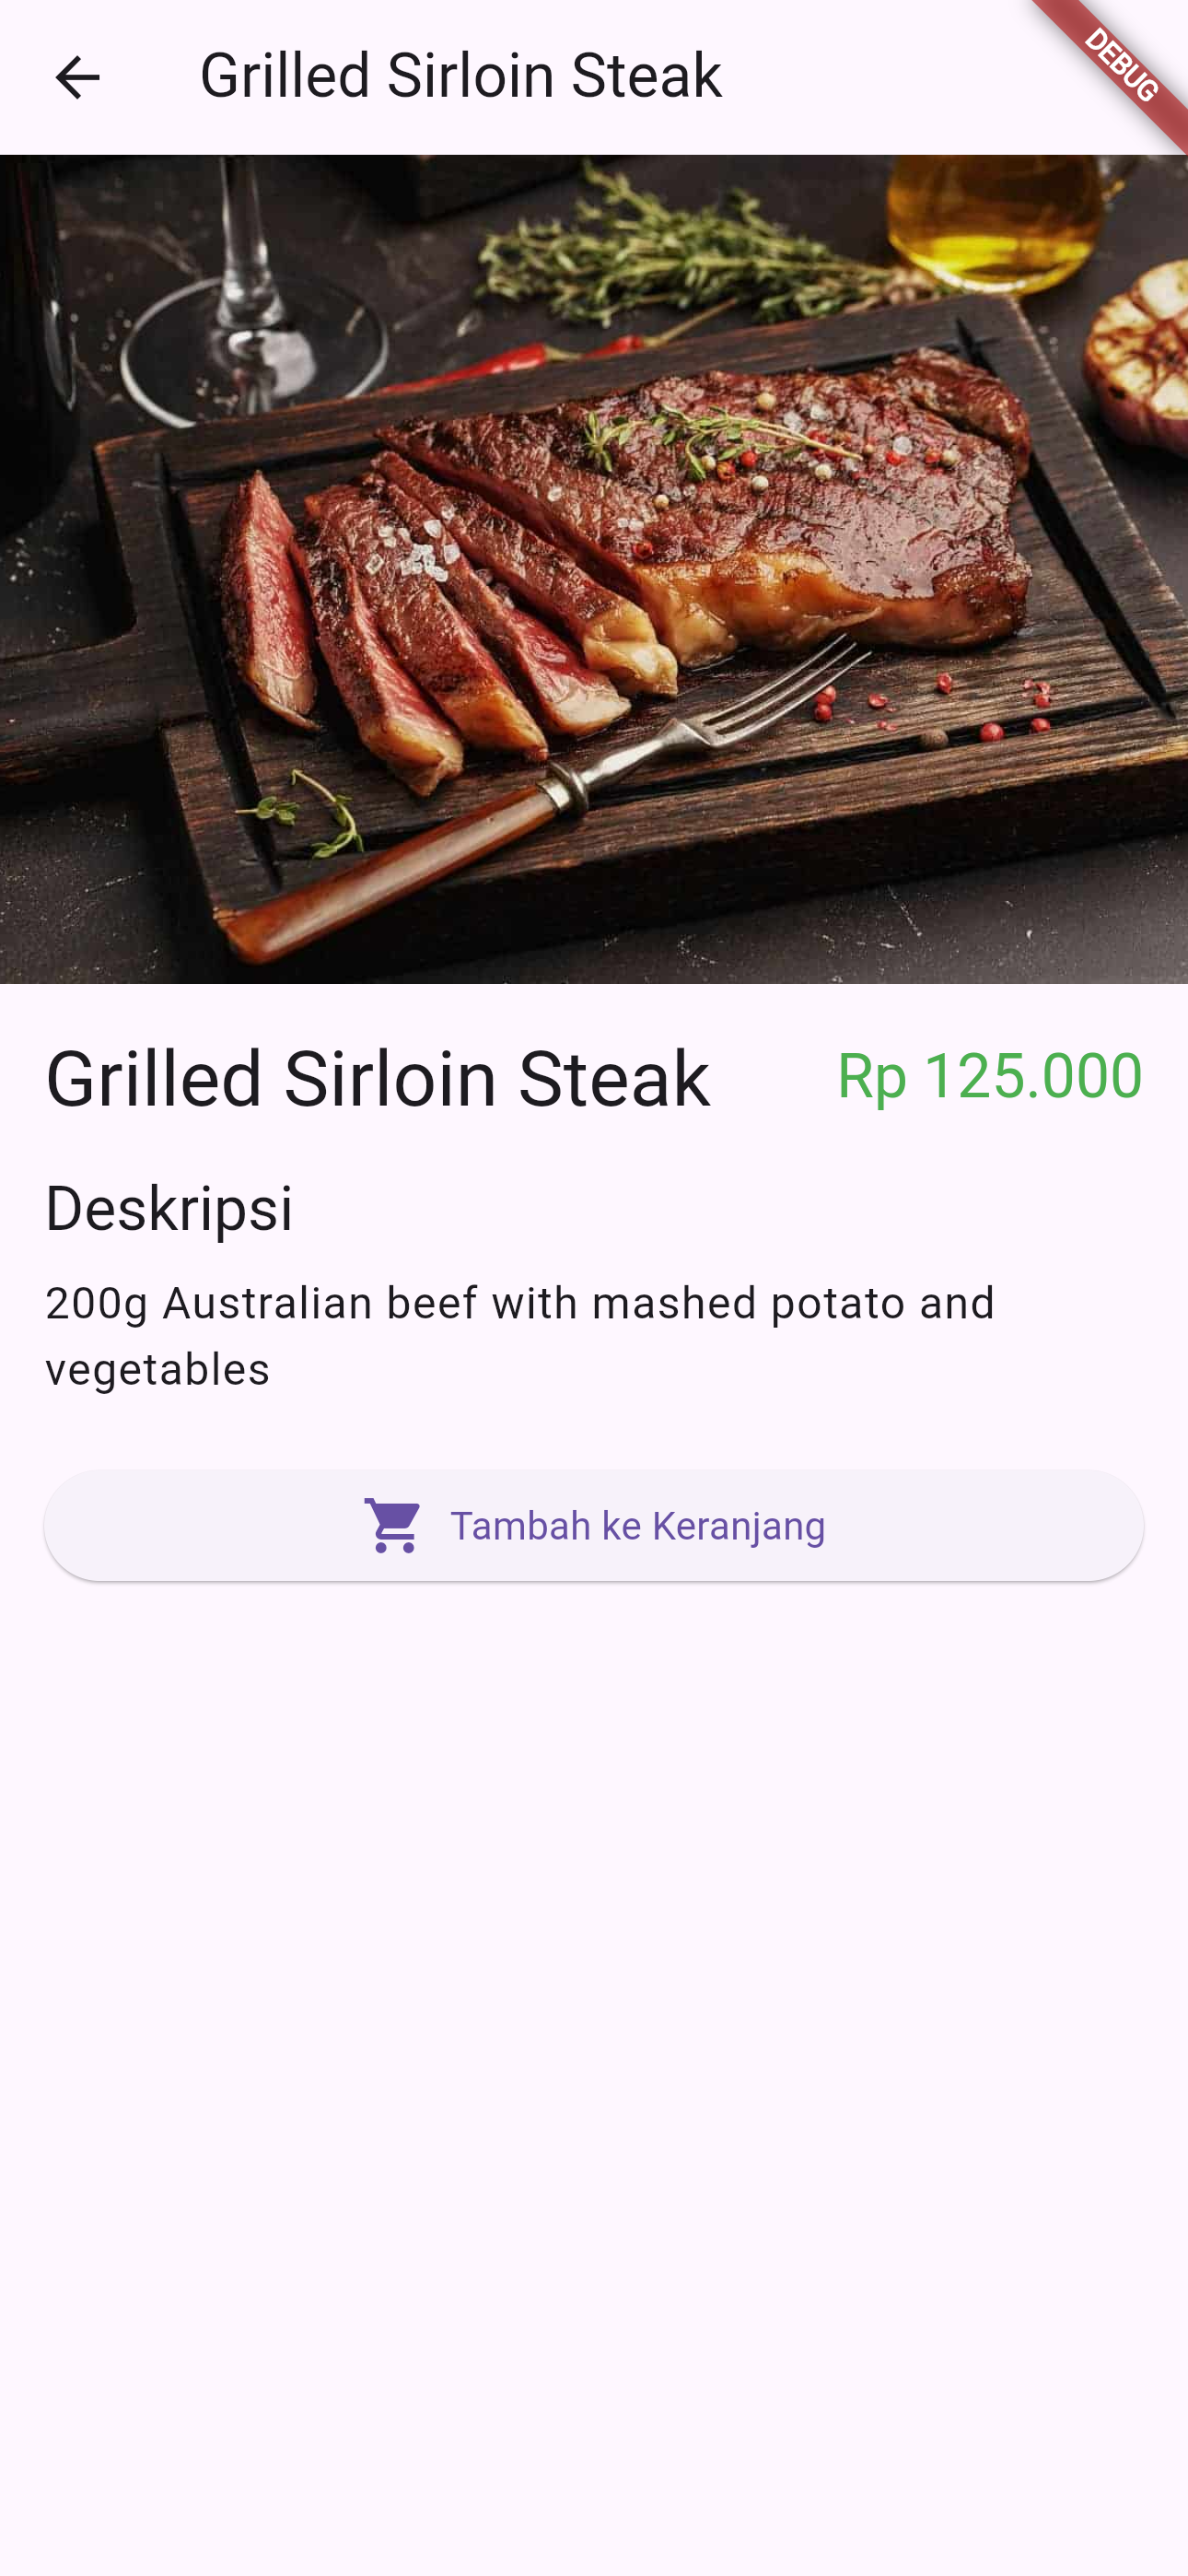 Grilled Sirloin Steak
DEBUG
Grilled Sirloin Steak
Rp 125.000
Deskripsi
200g Australian beef with mashed potato and
vegetables
Tambah ke Keranjang